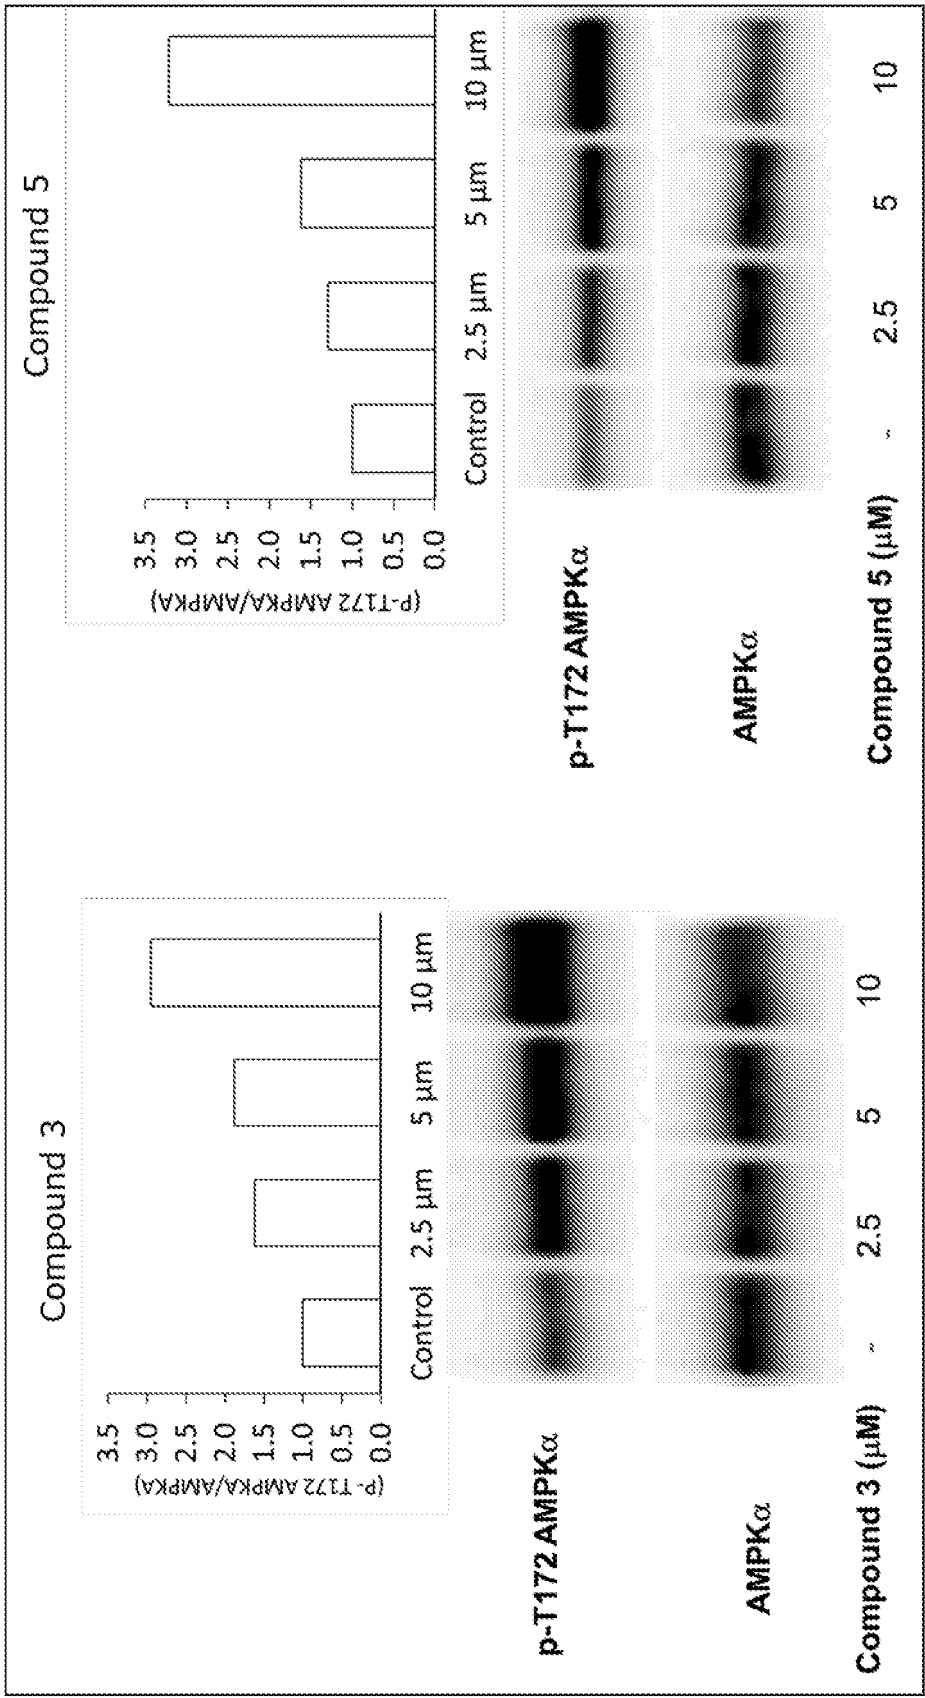 Compound 3
3.5
3.0
2.5
2.0
1.5
1.0
0.5
0.0
(P-T172 AMPKA/AMPKA)
Control 2.5 µm 5 µm 10 µm
p-T172 AMPKα
AMPKα
Compound 3 (µM) - 2.5 5 10
Compound 5
3.5
3.0
2.5
2.0
1.5
1.0
0.5
0.0
(P-T172 AMPKA/AMPKA)
Control 2.5 µm 5 µm 10 µm
p-T172 AMPKα
AMPKα
Compound 5 (µM) - 2.5 5 10